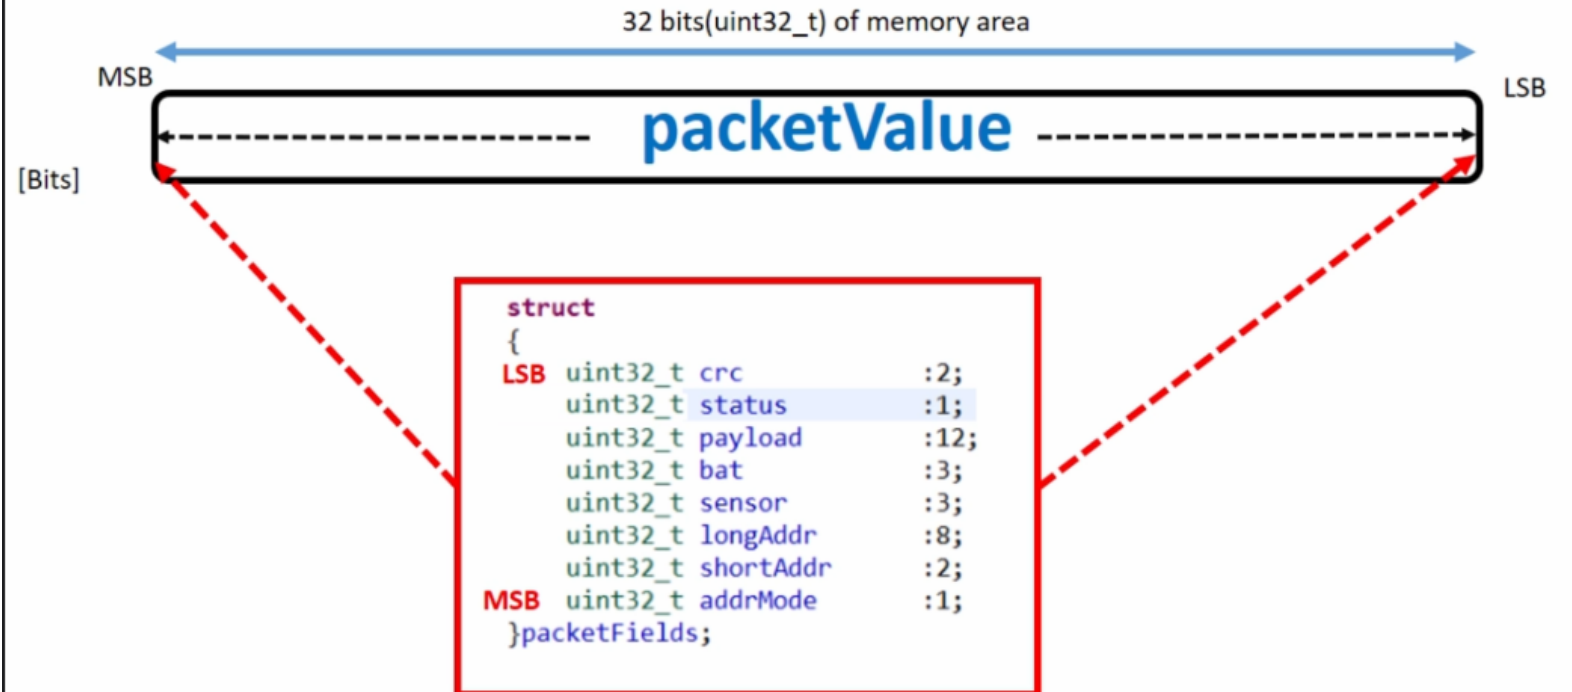 32 bits(uint32_t) of memory area
MSB
LSB
packetValue
[Bits]
struct
{
LSB uint32_t crc :2;
uint32_t status :1;
uint32_t payload :12;
uint32_t bat :3;
uint32_t sensor :3;
uint32_t longAddr :8;
uint32_t shortAddr :2;
MSB uint32_t addrMode :1;
}packetFields;